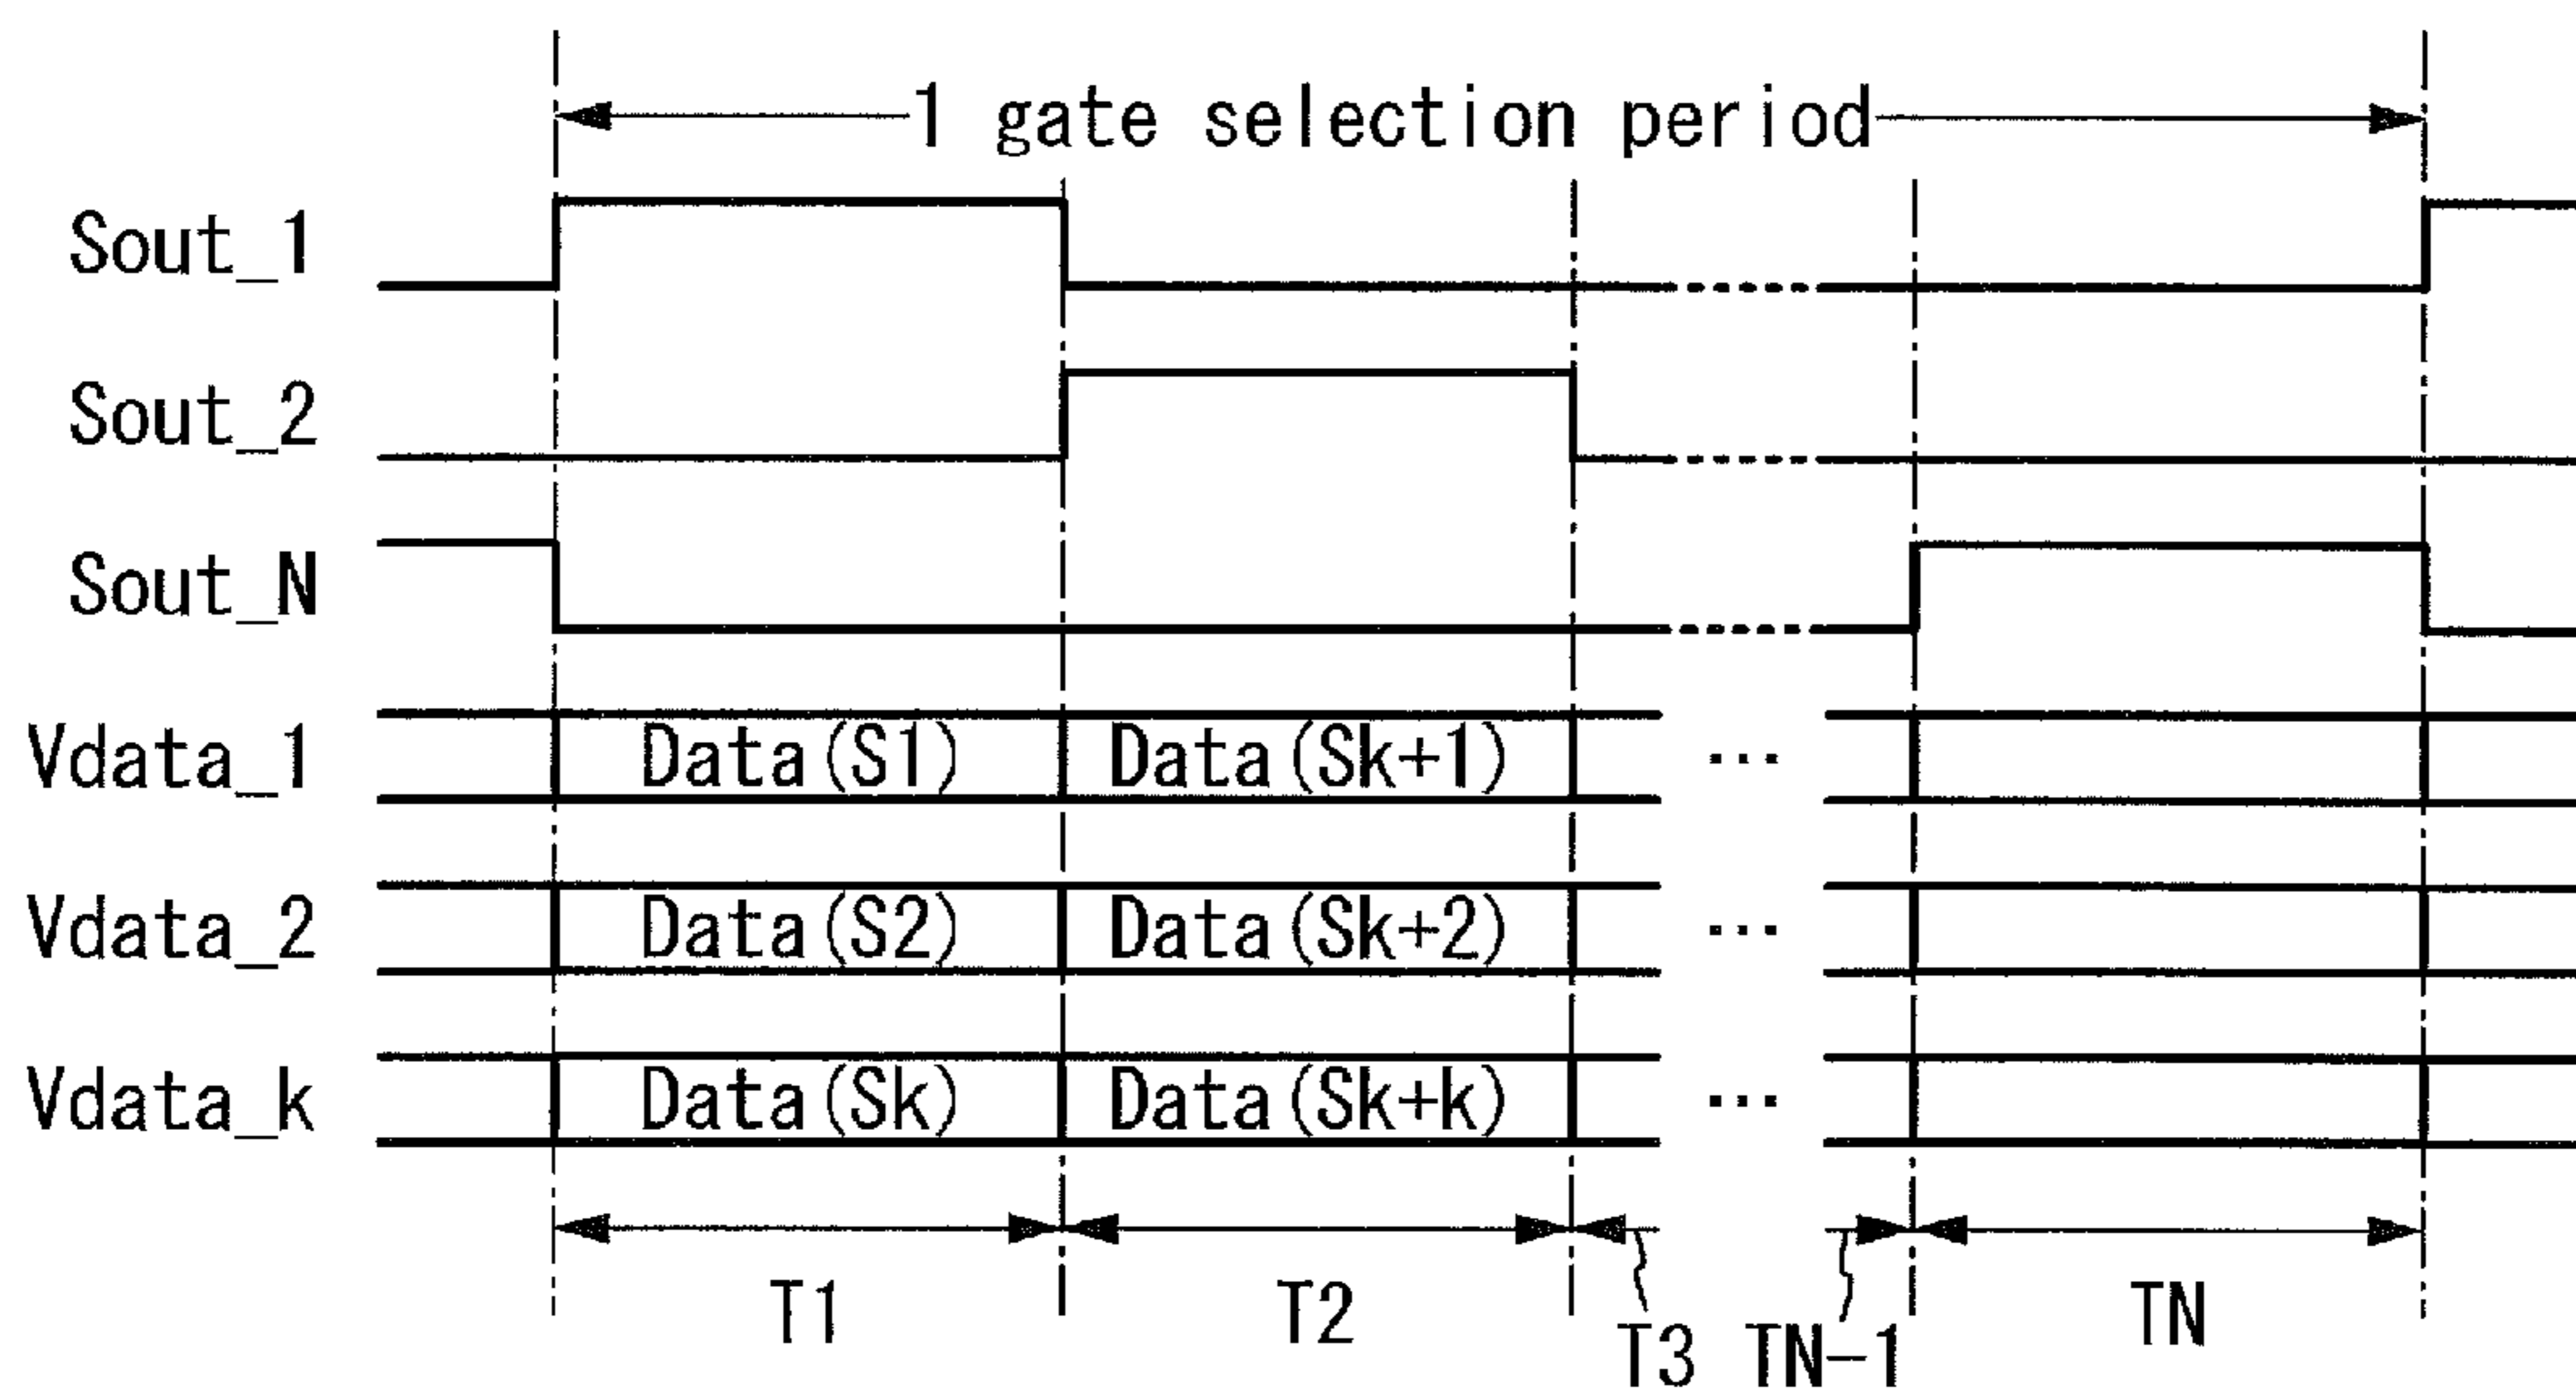 1 gate selection period
Sout_1
Sout_2
Sout_N
Vdata_1 Data(S1) Data(Sk+1) ...
Vdata_2 Data(S2) Data(Sk+2) ...
Vdata_k Data(Sk) Data(Sk+k) ...
T1 T2 T3 TN-1 TN